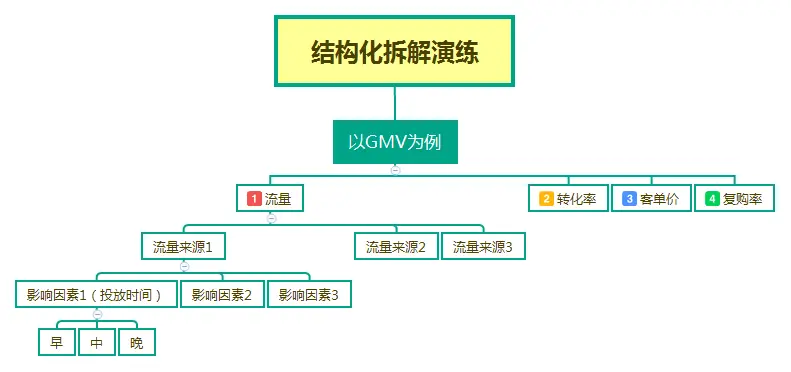 结构化拆解演练
以GMV为例
1 流量
2 转化率
3 客单价
4 复购率
流量来源1
流量来源2
流量来源3
影响因素1（投放时间）
影响因素2
影响因素3
早
中
晚